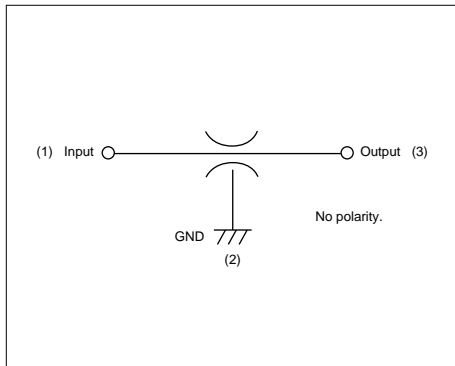 (1) Input Output (3)
No polarity.
GND
(2)